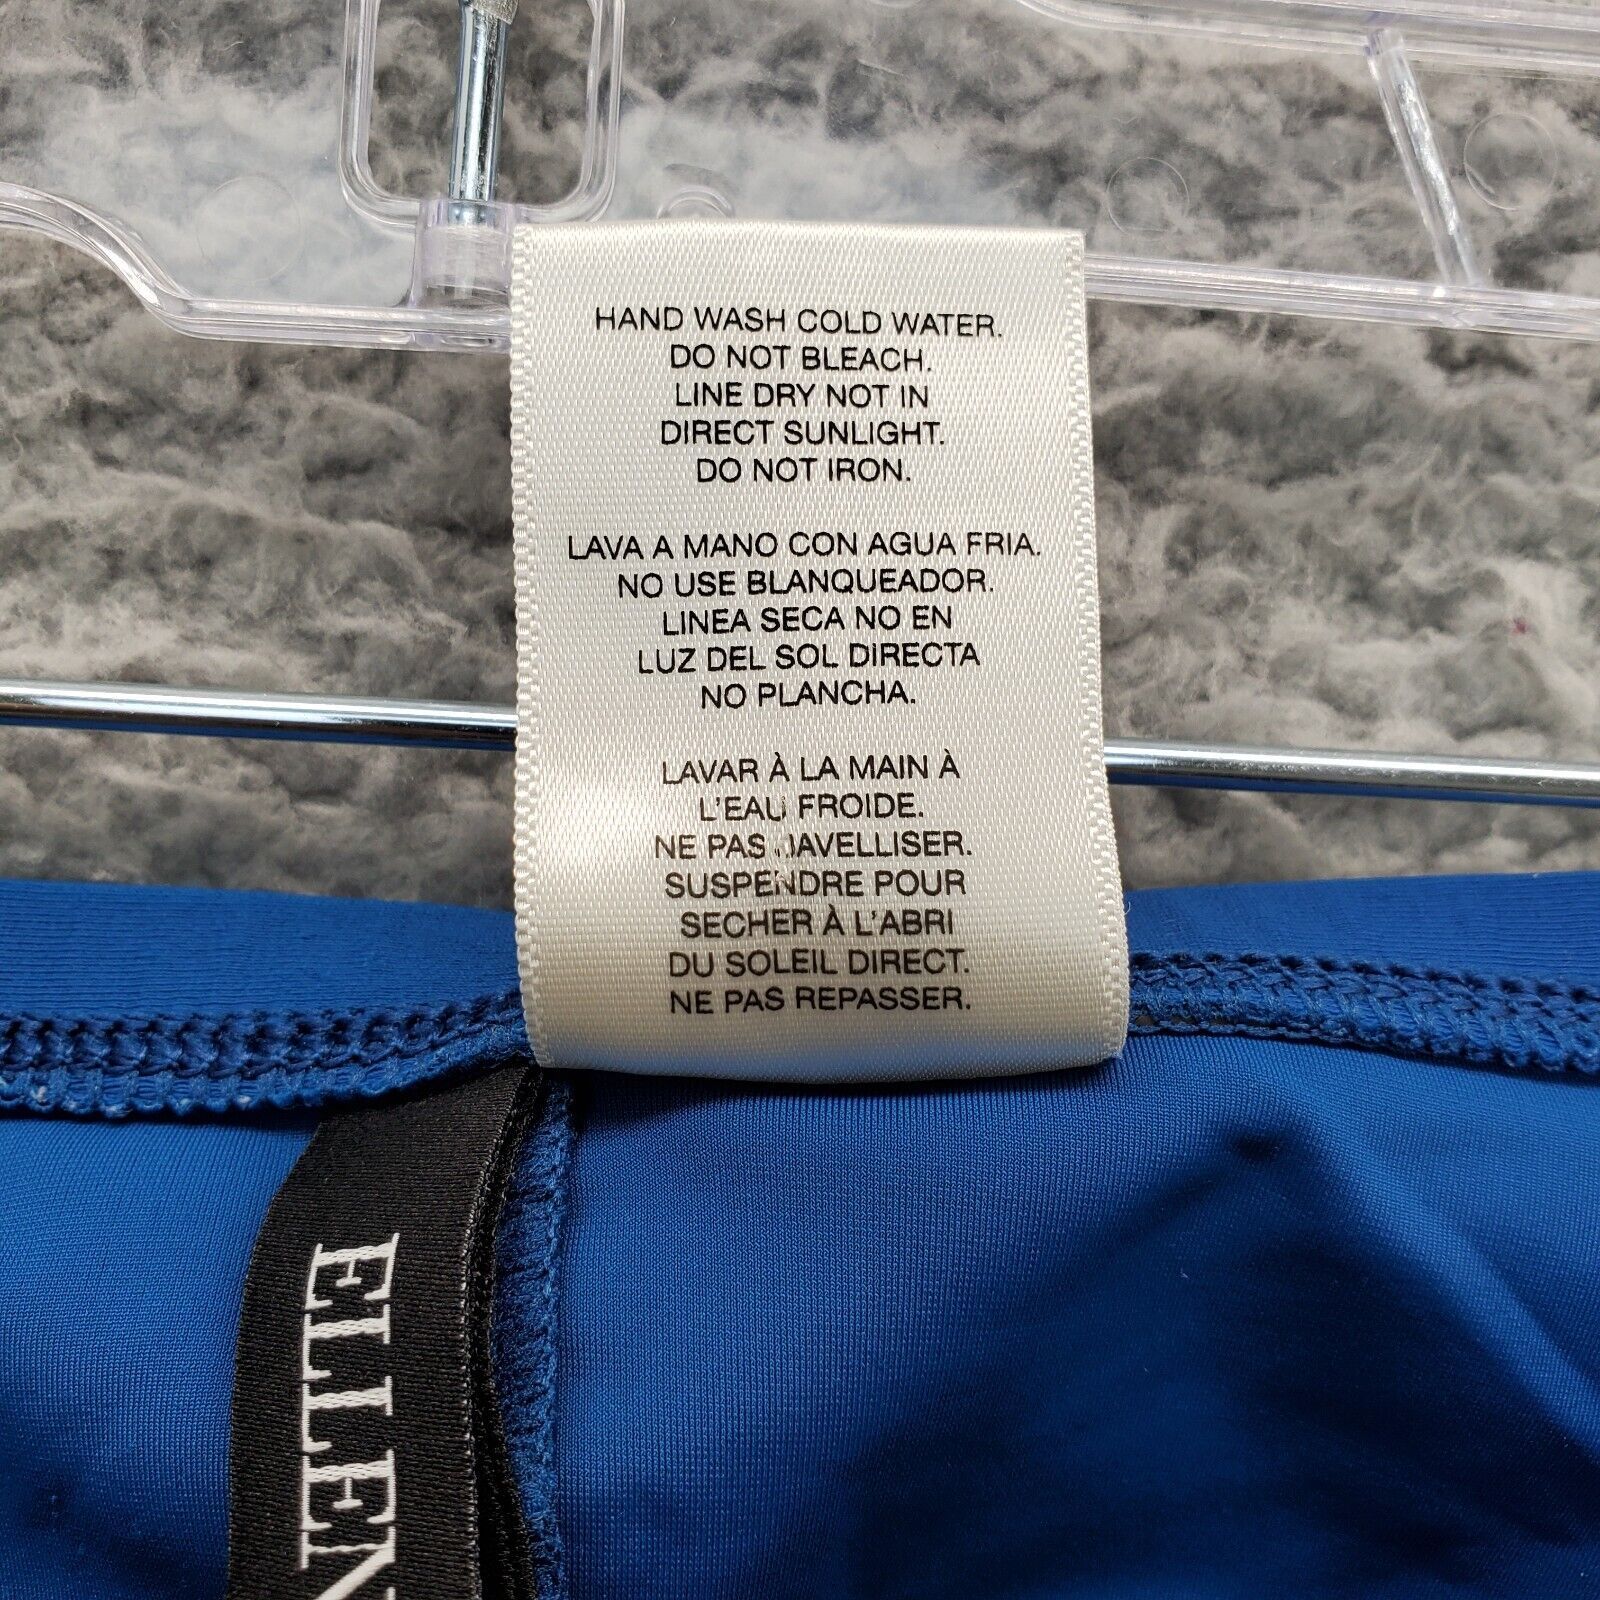 HAND WASH COLD WATER.
DO NOT BLEACH.
LINE DRY NOT IN
DIRECT SUNLIGHT.
DO NOT IRON.
LAVA A MANO CON AGUA FRIA.
NO USE BLANQUEADOR.
LINEA SECA NO EN
LUZ DEL SOL DIRECTA
NO PLANCHA.
LAVAR À LA MAIN À
L'EAU FROIDE.
NE PAS JAVELLISER.
SUSPENDRE POUR
SECHER À L'ABRI
DU SOLEIL DIRECT.
NE PAS REPASSER.